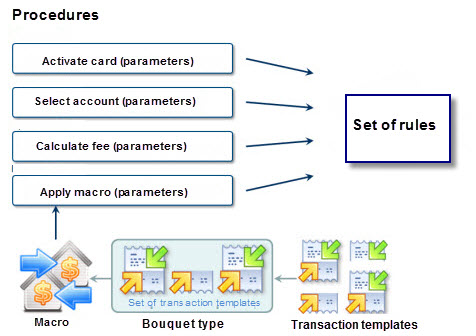 Procedures
Activate card (parameters)
Select account (parameters)
Calculate fee (parameters)
Apply macro (parameters)
Set of rules
Set of transaction templates
Macro
Bouquet type
Transaction templates